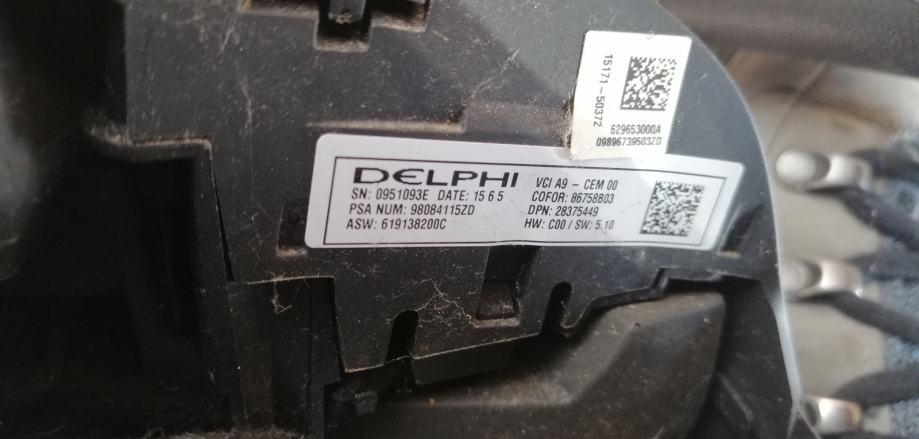 15171-50372
629653000A
09896739503ZD
DELPHI
VCI A9 - CEM 00
SN: 0951093E DATE: 15 6 5
COFOR: 86758B03
PSA NUM: 98084115ZD
DPN: 28375449
ASW: 619138200C
HW: C00 / SW: 5.10